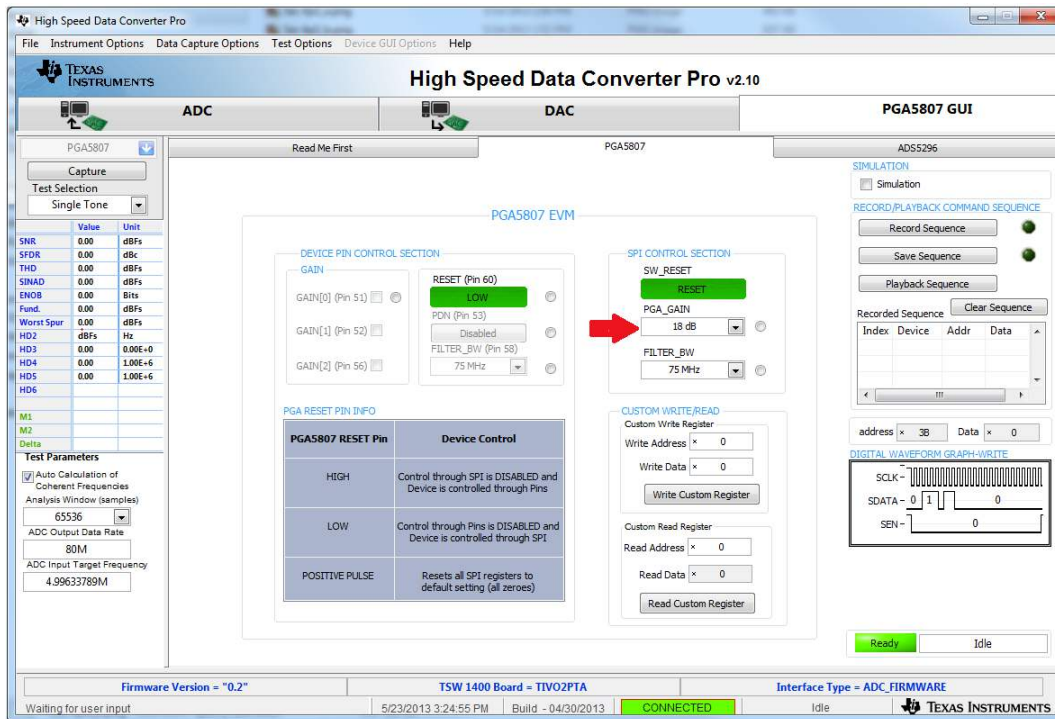 High Speed Data Converter Pro
File Instrument Options Data Capture Options Test Options Device GUI Options Help
TEXAS INSTRUMENTS
High Speed Data Converter Pro v2.10
ADC
DAC
PGA5807 GUI
PGA5807
Capture
Test Selection
Single Tone
Value Unit
SNR 0.00 dBFs
SFDR 0.00 dBc
THD 0.00 dBFs
SINAD 0.00 dBFs
ENOB 0.00 Bits
Fund. 0.00 dBFs
Worst Spur 0.00 dBFs
HD2 dBFs Hz
HD3 0.00 0.00E+0
HD4 0.00 1.00E+6
HD5 0.00 1.00E+6
HD6
M1
M2
Delta
Test Parameters
Auto Calculation of
Coherent Frequencies
Analysis Window (samples)
65536
ADC Output Data Rate
80M
ADC Input Target Frequency
4.99633789M
Read Me First
PGA5807
ADS5296
PGA5807 EVM
DEVICE PIN CONTROL SECTION
GAIN
GAIN[0] (Pin 51)
GAIN[1] (Pin 52)
GAIN[2] (Pin 56)
RESET (Pin 60)
LOW
PDN (Pin 53)
Disabled
FILTER_BW (Pin 58)
75 MHz
SPI CONTROL SECTION
SW_RESET
RESET
PGA_GAIN
18 dB
FILTER_BW
75 MHz
PGA RESET PIN INFO
PGA5807 RESET Pin Device Control
HIGH Control through SPI is DISABLED and
Device is controlled through Pins
LOW Control through Pins is DISABLED and
Device is controlled through SPI
POSITIVE PULSE Resets all SPI registers to
default setting (all zeroes)
CUSTOM WRITE/READ
Custom Write Register
Write Address x 0
Write Data x 0
Write Custom Register
Custom Read Register
Read Address x 0
Read Data x 0
Read Custom Register
SIMULATION
Simulation
RECORD/PLAYBACK COMMAND SEQUENCE
Record Sequence
Save Sequence
Playback Sequence
Recorded Sequence Clear Sequence
Index Device Addr Data
address x 3B Data x 0
DIGITAL WAVEFORM GRAPH-WRITE
SCLK
SDATA 0 1 0
SEN 0
Ready Idle
Firmware Version = "0.2" TSW 1400 Board = TIVO2PTA Interface Type = ADC_FIRMWARE
Waiting for user input 5/23/2013 3:24:55 PM Build - 04/30/2013 CONNECTED Idle TEXAS INSTRUMENTS